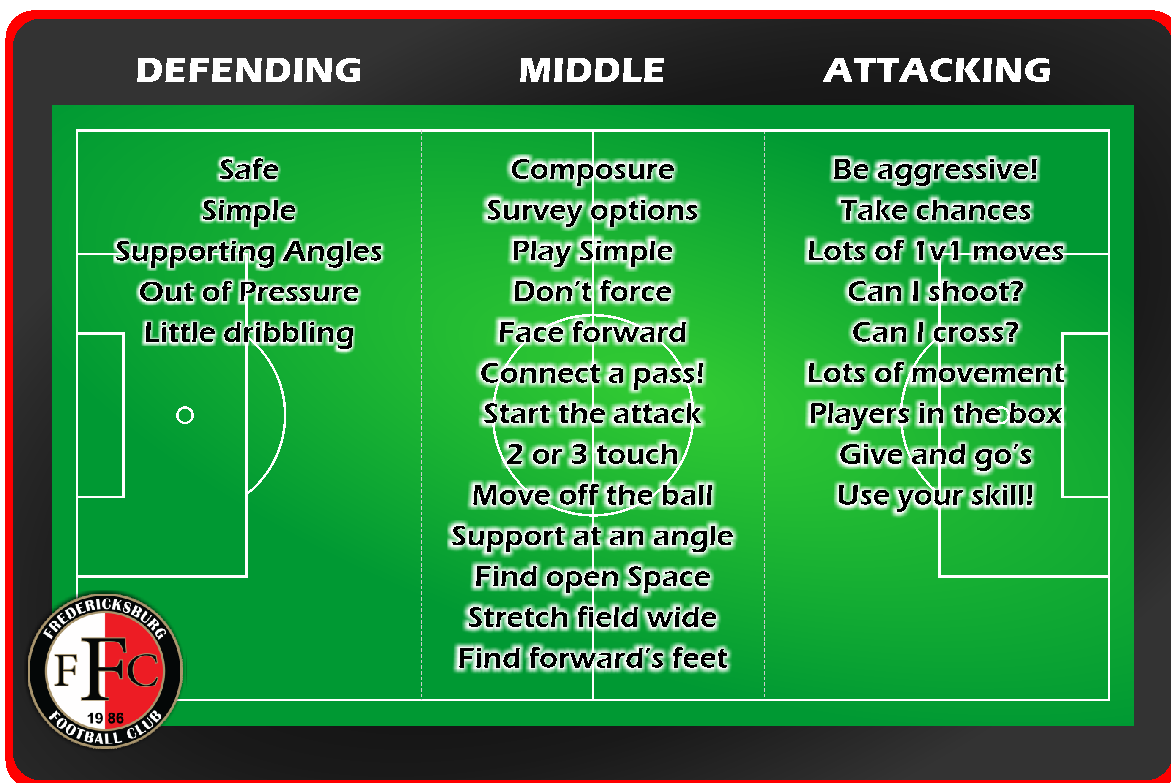 DEFENDING
MIDDLE
ATTACKING
Safe
Simple
Supporting Angles
Out of Pressure
Little dribbling
Composure
Survey options
Play Simple
Don't force
Face forward
Connect a pass!
Start the attack
2 or 3 touch
Move off the ball
Support at an angle
Find open Space
Stretch field wide
Find forward's feet
Be aggressive!
Take chances
Lots of 1v1 moves
Can I shoot?
Can I cross?
Lots of movement
Players in the box
Give and go's
Use your skill!
FREDERICKSBURG
FFC
19 86
FOOTBALL CLUB